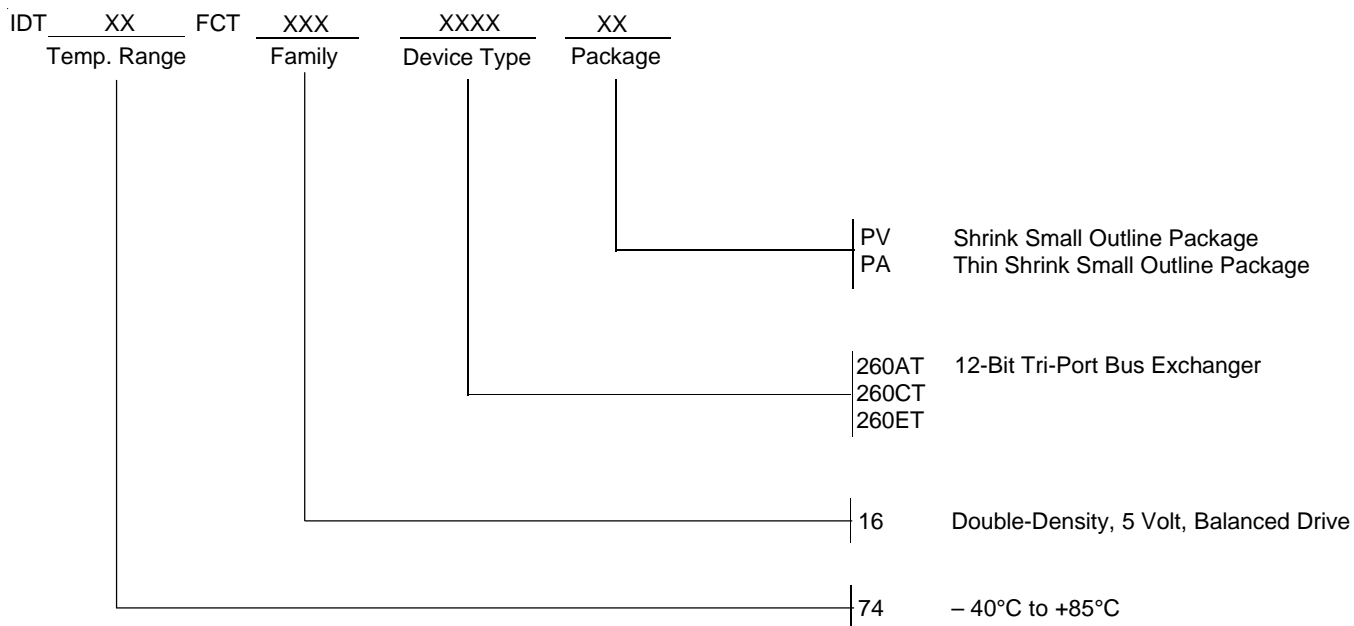 IDT XX FCT XXX XXXX XX
Temp. Range Family Device Type Package
PV Shrink Small Outline Package
PA Thin Shrink Small Outline Package
260AT 12-Bit Tri-Port Bus Exchanger
260CT
260ET
16 Double-Density, 5 Volt, Balanced Drive
74 – 40°C to +85°C